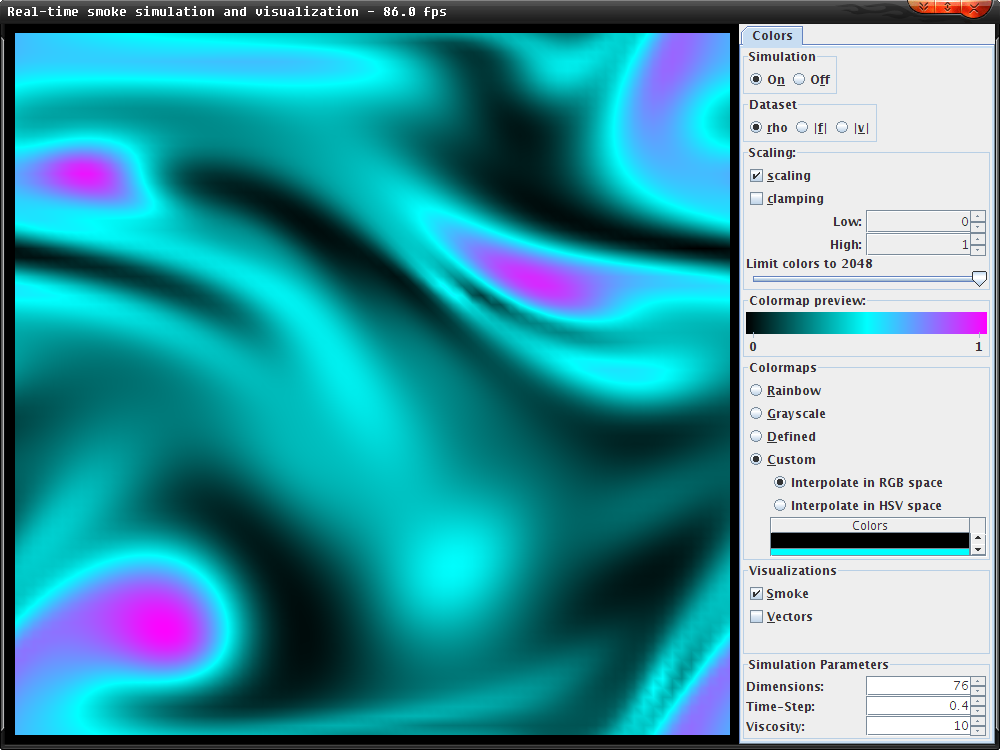 Real-time smoke simulation and visualization - 86.0 fps
Colors
Simulation
On Off
Dataset
rho |f| |v|
Scaling:
scaling
clamping
Low: 0
High: 1
Limit colors to 2048
Colormap preview:
0 1
Colormaps
Rainbow
Grayscale
Defined
Custom
Interpolate in RGB space
Interpolate in HSV space
Colors
Visualizations
Smoke
Vectors
Simulation Parameters
Dimensions: 76
Time-Step: 0.4
Viscosity: 10